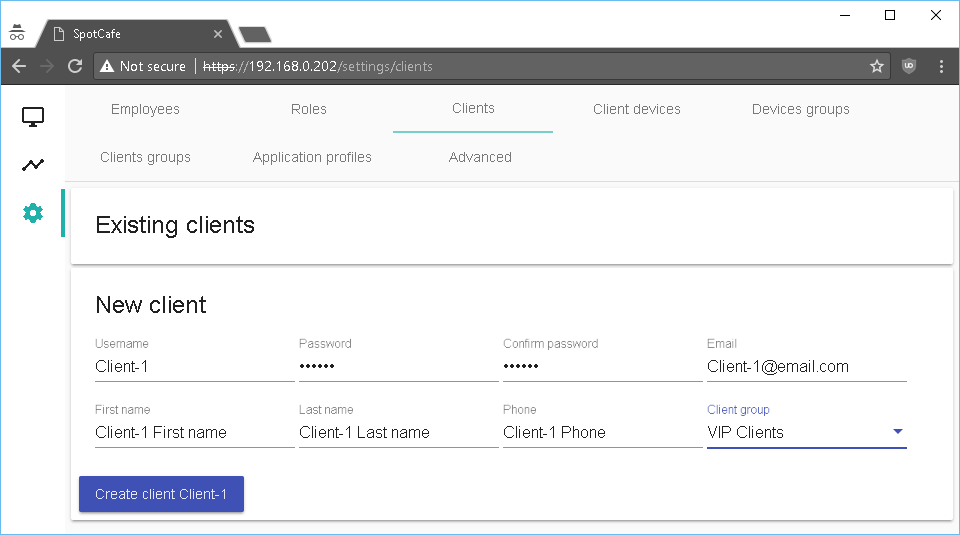 SpotCafe
Not secure | https://192.168.0.202/settings/clients
Employees Roles Clients Client devices Devices groups
Clients groups Application profiles Advanced
Existing clients
New client
Username Password Confirm password Email
Client-1 •••••• •••••• Client-1@email.com
First name Last name Phone Client group
Client-1 First name Client-1 Last name Client-1 Phone VIP Clients
Create client Client-1